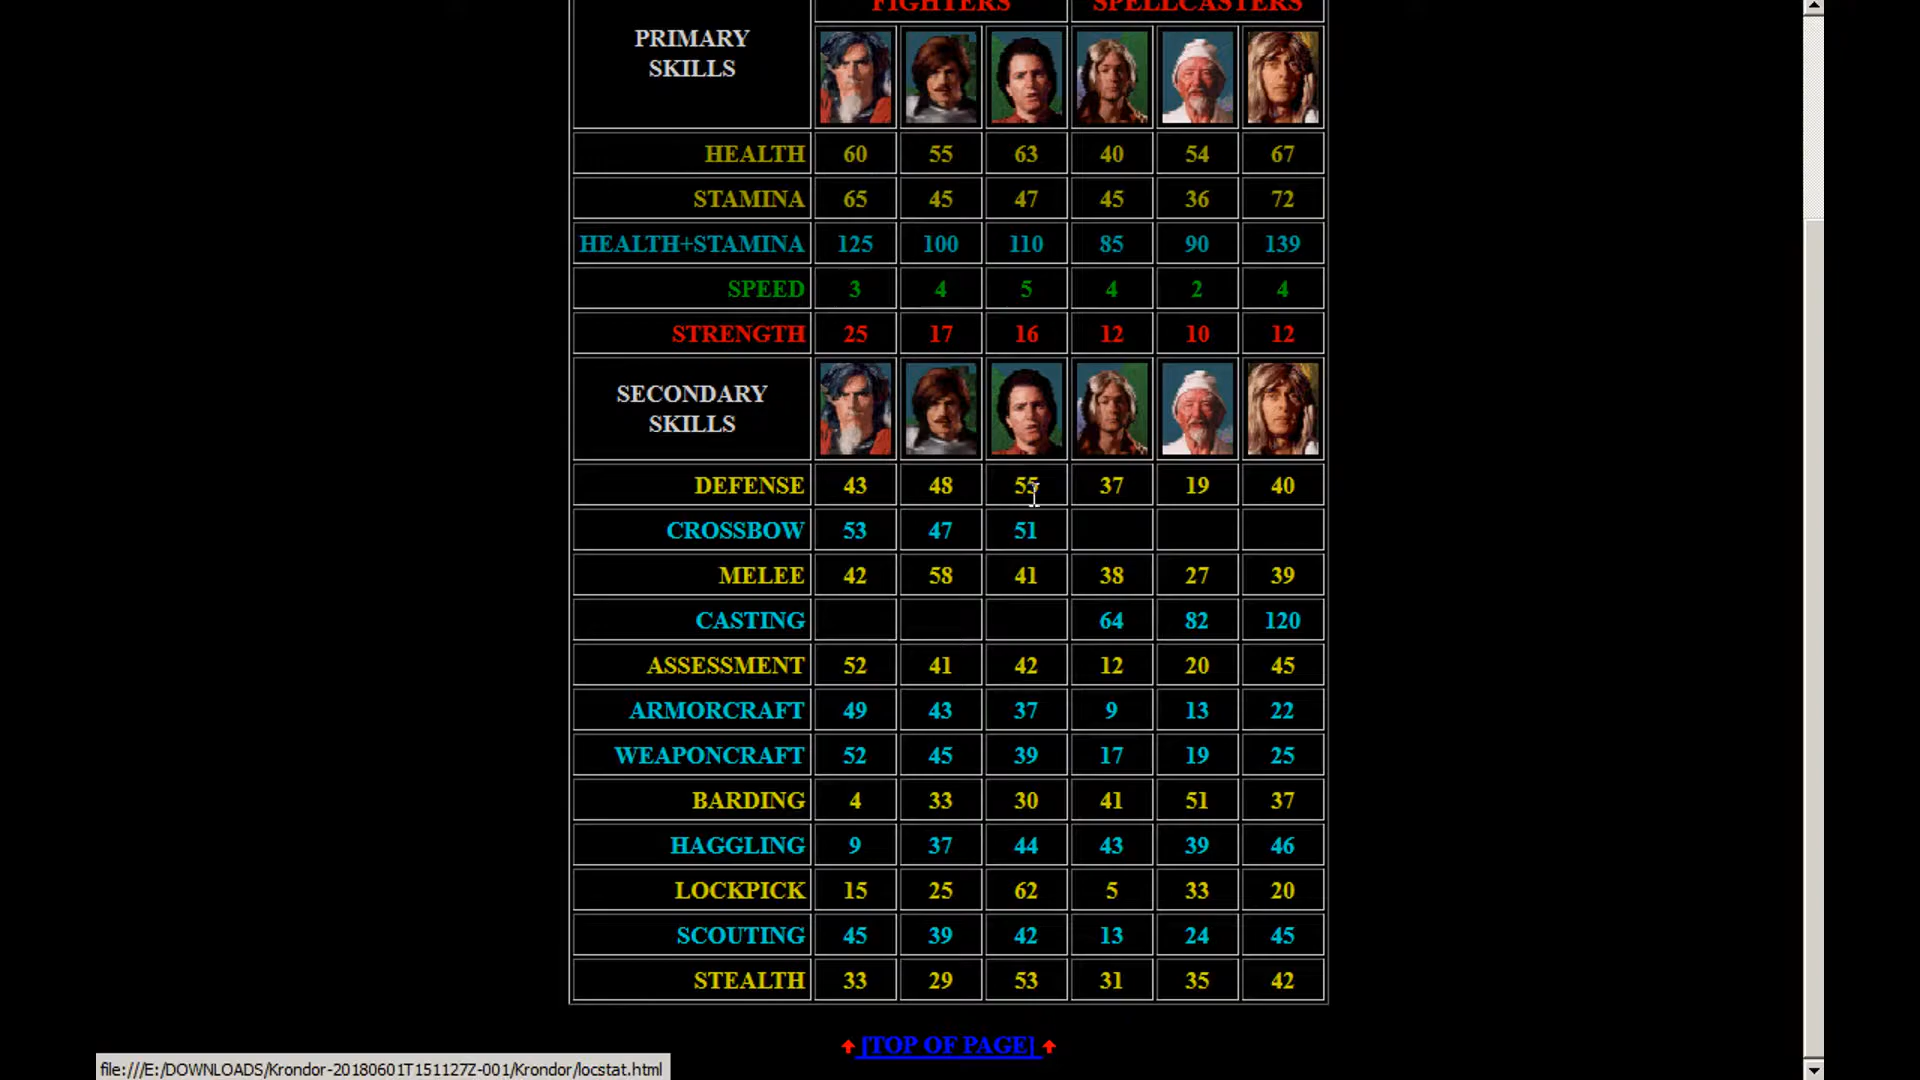 FIGHTERS SPELLCASTERS
PRIMARY
SKILLS
HEALTH 60 55 63 40 54 67
STAMINA 65 45 47 45 36 72
HEALTH+STAMINA 125 100 110 85 90 139
SPEED 3 4 5 4 2 4
STRENGTH 25 17 16 12 10 12
SECONDARY
SKILLS
DEFENSE 43 48 55 37 19 40
CROSSBOW 53 47 51
MELEE 42 58 41 38 27 39
CASTING 64 82 120
ASSESSMENT 52 41 42 12 20 45
ARMORCRAFT 49 43 37 9 13 22
WEAPONCRAFT 52 45 39 17 19 25
BARDING 4 33 30 41 51 37
HAGGLING 9 37 44 43 39 46
LOCKPICK 15 25 62 5 33 20
SCOUTING 45 39 42 13 24 45
STEALTH 33 29 53 31 35 42
[TOP OF PAGE]
file:///E:/DOWNLOADS/Krondor-20180601T151127Z-001/Krondor/locstat.html